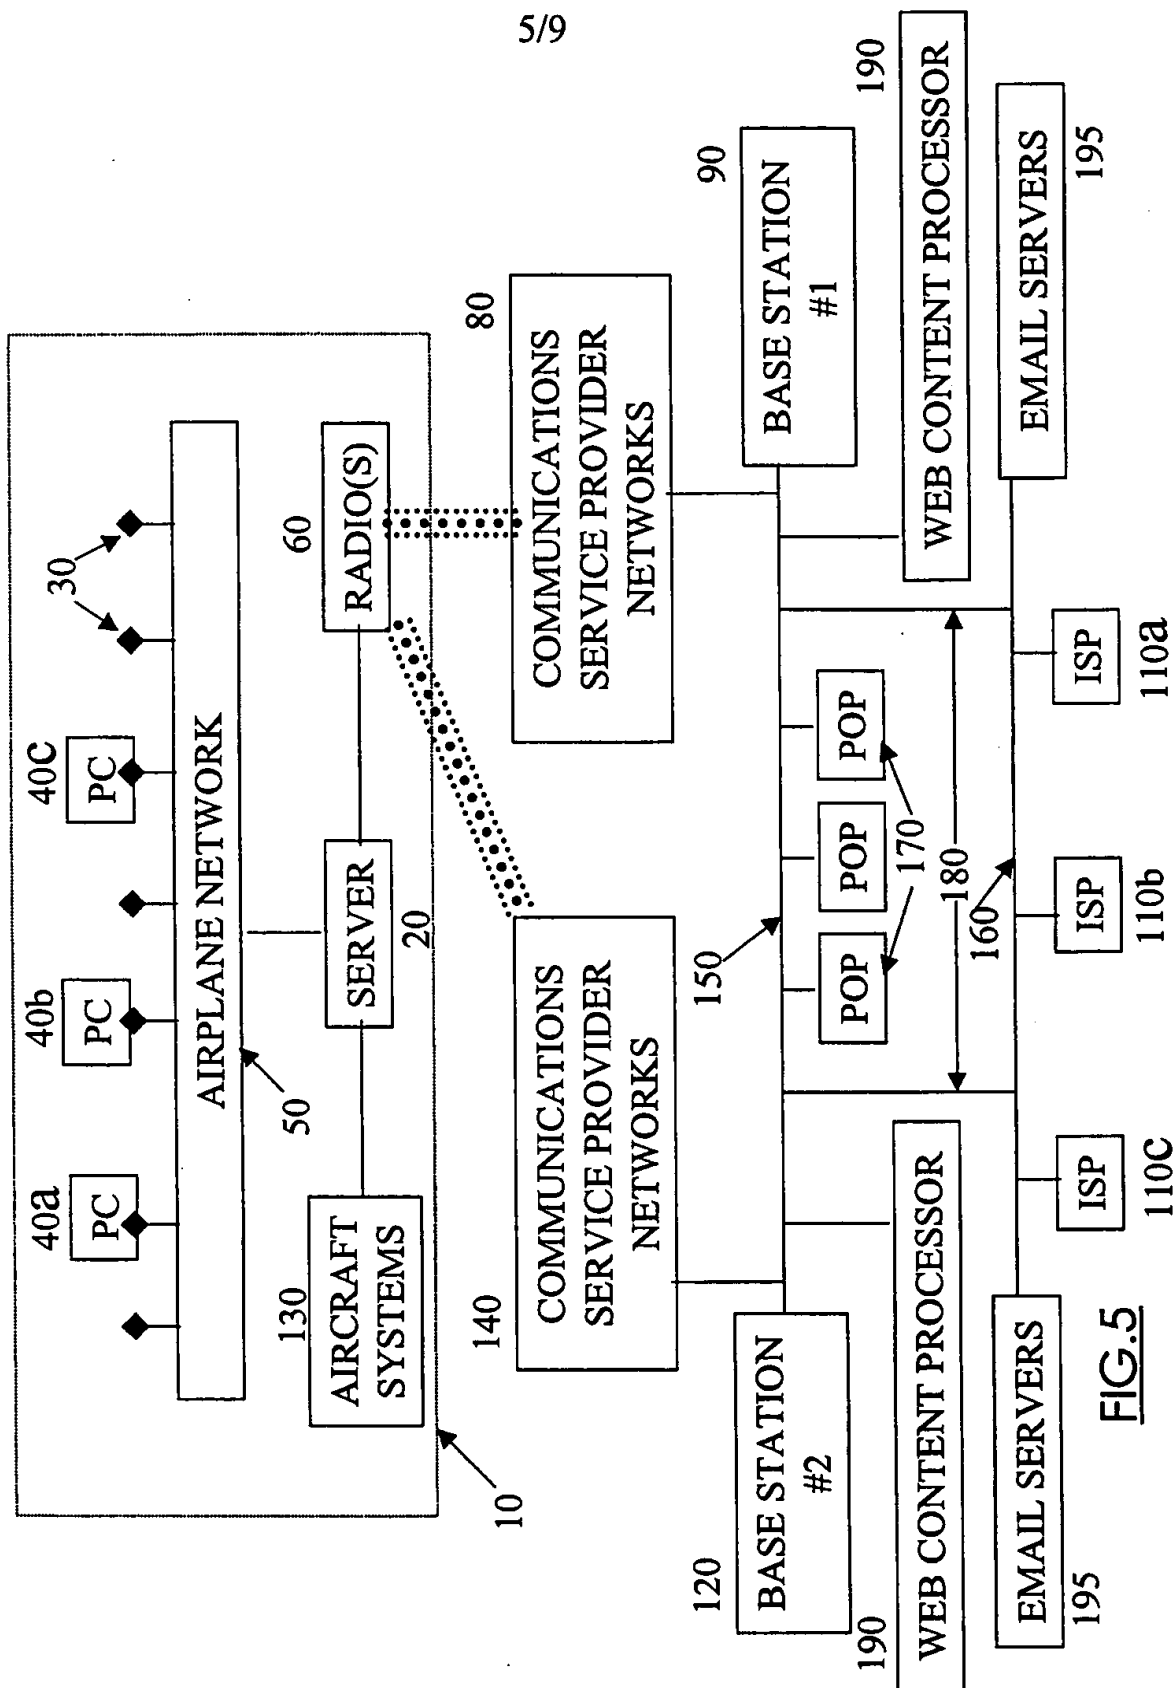 5/9
40a
PC
40b
PC
40c
PC
30
AIRPLANE NETWORK
50
130
AIRCRAFT
SYSTEMS
SERVER
20
60
RADIO(S)
10
140
COMMUNICATIONS
SERVICE PROVIDER
NETWORKS
80
COMMUNICATIONS
SERVICE PROVIDER
NETWORKS
120
BASE STATION
#2
150
90
BASE STATION
#1
POP
POP
POP
170
190
WEB CONTENT PROCESSOR
180
190
WEB CONTENT PROCESSOR
160
195
EMAIL SERVERS
EMAIL SERVERS
195
ISP
110c
ISP
110b
ISP
110a
FIG.5